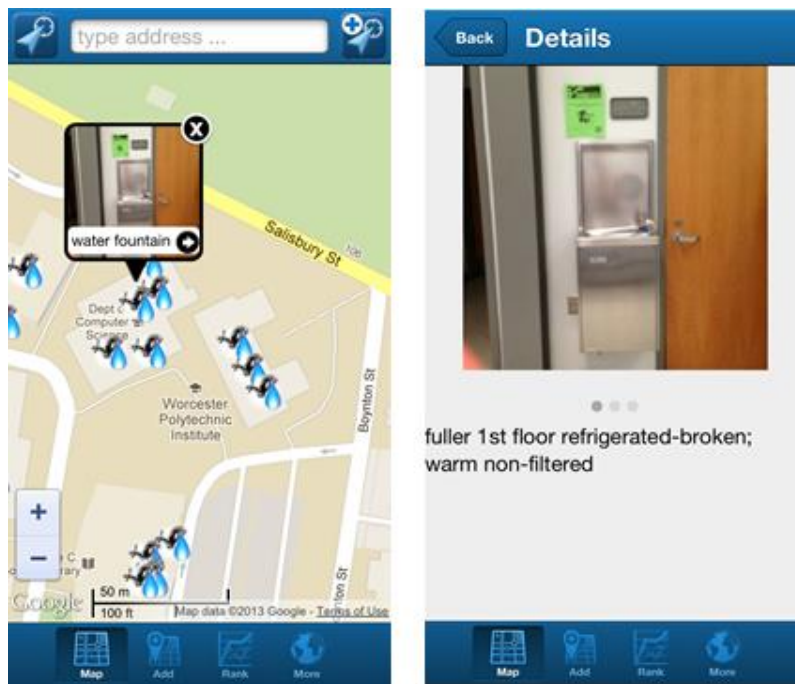 type address ...
water fountain
Salisbury St
106
Dept
Computer
Science
Worcester
Polytechnic
Institute
Boynton St
+
−
50 m
100 ft
Google
Map data ©2013 Google - Terms of Use
Map
Add
Rank
More
Back
Details
fuller 1st floor refrigerated-broken;
warm non-filtered
Map
Add
Rank
More